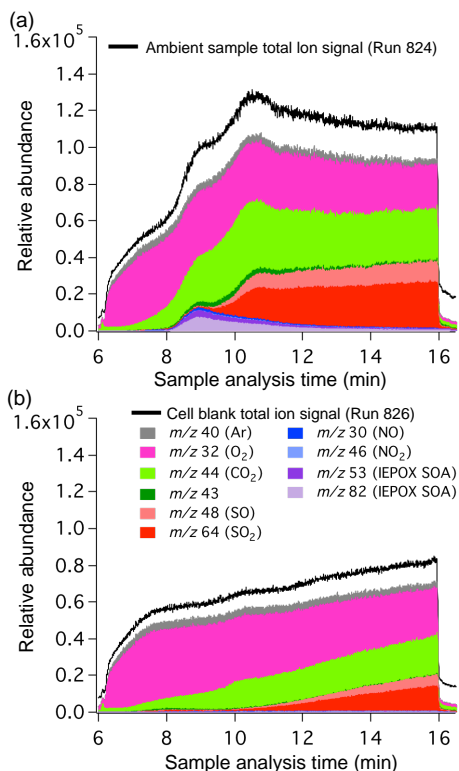 (a)
1.6x10⁵
Ambient sample total Ion signal (Run 824)
1.4
1.2
1.0
0.8
0.6
0.4
0.2
0.0
Relative abundance
6 8 10 12 14 16
Sample analysis time (min)
(b)
1.6x10⁵
Cell blank total ion signal (Run 826)
m/z 40 (Ar) m/z 30 (NO)
m/z 32 (O₂) m/z 46 (NO₂)
m/z 44 (CO₂) m/z 53 (IEPOX SOA)
m/z 43 m/z 82 (IEPOX SOA)
m/z 48 (SO)
m/z 64 (SO₂)
1.4
1.2
1.0
0.8
0.6
0.4
0.2
0.0
Relative abundance
6 8 10 12 14 16
Sample analysis time (min)